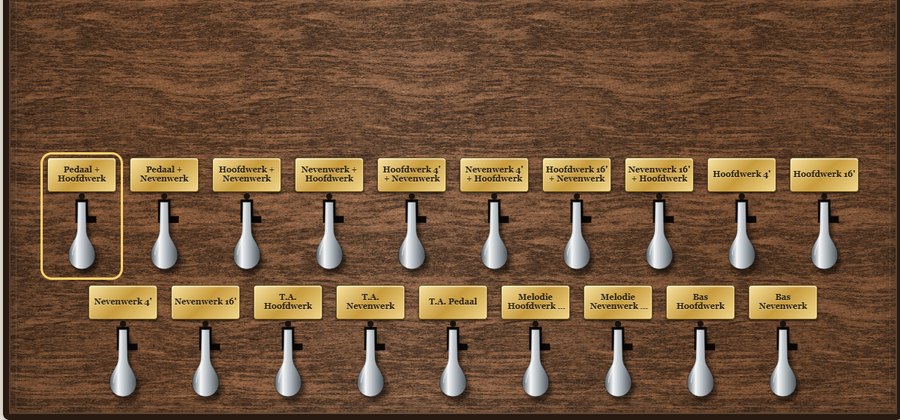 Pedaal +
Hoofdwerk
Pedaal +
Nevenwerk
Hoofdwerk +
Nevenwerk
Nevenwerk +
Hoofdwerk
Hoofdwerk 4'
+ Nevenwerk
Nevenwerk 4'
+ Hoofdwerk
Hoofdwerk 16'
+ Nevenwerk
Nevenwerk 16'
+ Hoofdwerk
Hoofdwerk 4'
Hoofdwerk 16'
Nevenwerk 4'
Nevenwerk 16'
T.A.
Hoofdwerk
T.A.
Nevenwerk
T.A. Pedaal
Melodie
Hoofdwerk ...
Melodie
Nevenwerk ...
Bas
Hoofdwerk
Bas
Nevenwerk